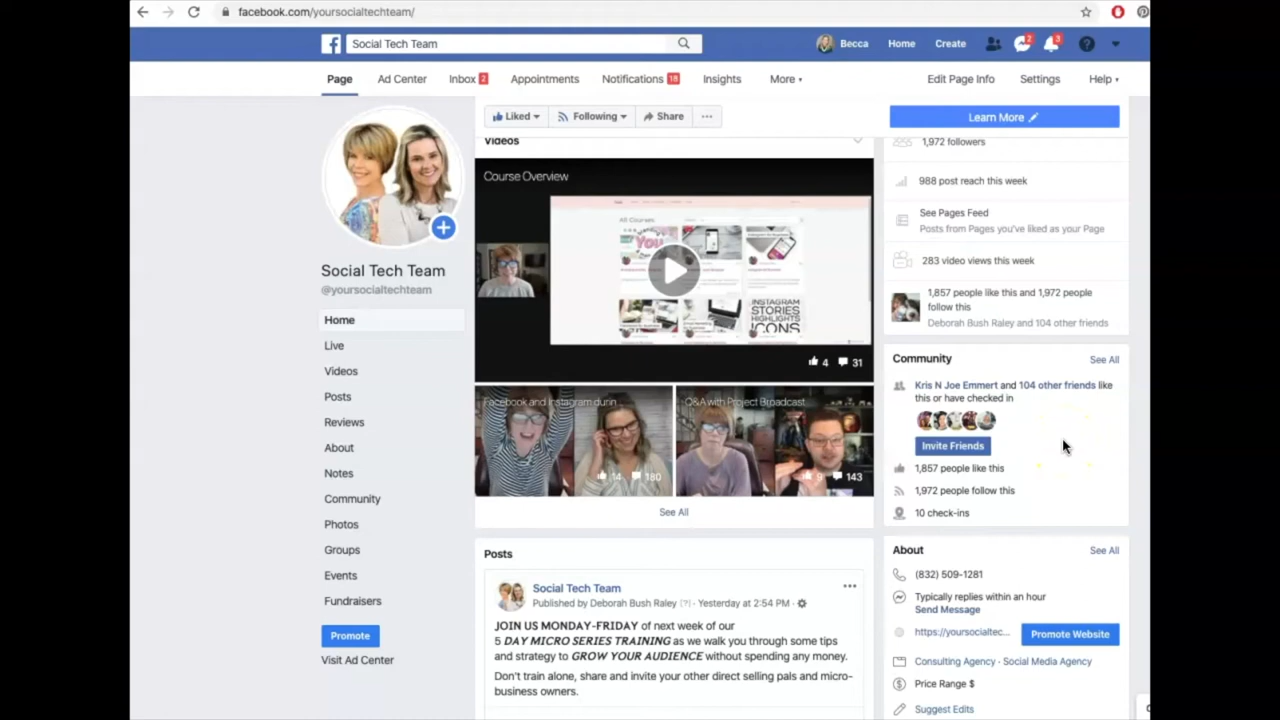 facebook.com/yoursocialtechteam/
Social Tech Team
Becca
Home
Create
2
3
Page
Ad Center
Inbox 2
Appointments
Notifications 18
Insights
More
Edit Page Info
Settings
Help
Liked
Following
Share
Learn More
Social Tech Team
@yoursocialtechteam
Home
Live
Videos
Posts
Reviews
About
Notes
Community
Photos
Groups
Events
Fundraisers
Promote
Visit Ad Center
Videos
Course Overview
All Courses
INSTAGRAM
STORIES
HIGHLIGHTS
ICONS
4 31
Facebook and Instagram durin...
14 180
Q&A with Project Broadcast
9 143
See All
Posts
Social Tech Team
Published by Deborah Bush Raley [?] · Yesterday at 2:54 PM ·
JOIN US MONDAY-FRIDAY of next week of our
5 DAY MICRO SERIES TRAINING as we walk you through some tips
and strategy to GROW YOUR AUDIENCE without spending any money.
Don't train alone, share and invite your other direct selling pals and micro-
business owners.
1,972 followers
988 post reach this week
See Pages Feed
Posts from Pages you've liked as your Page
283 video views this week
1,857 people like this and 1,972 people
follow this
Deborah Bush Raley and 104 other friends
Community
See All
Kris N Joe Emmert and 104 other friends like
this or have checked in
Invite Friends
1,857 people like this
1,972 people follow this
10 check-ins
About
See All
(832) 509-1281
Typically replies within an hour
Send Message
https://yoursocialtec...
Promote Website
Consulting Agency · Social Media Agency
Price Range $
Suggest Edits